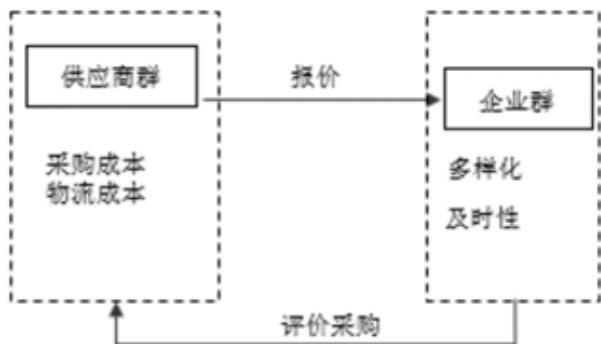 供应商群
采购成本
物流成本
报价
企业群
多样化
及时性
评价采购